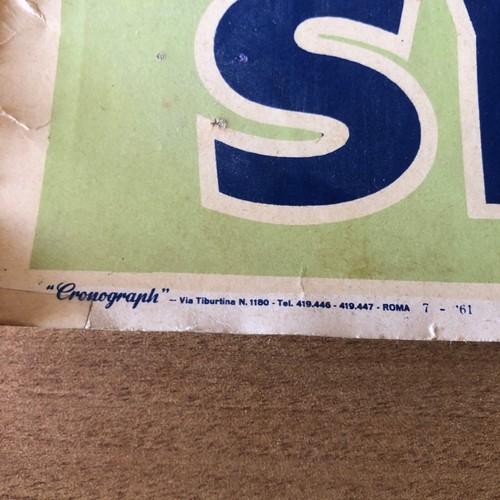 S
"Cronograph" - Via Tiburtina N. 1180 - Tel. 419.446 - 419.447 - ROMA 7 - '61